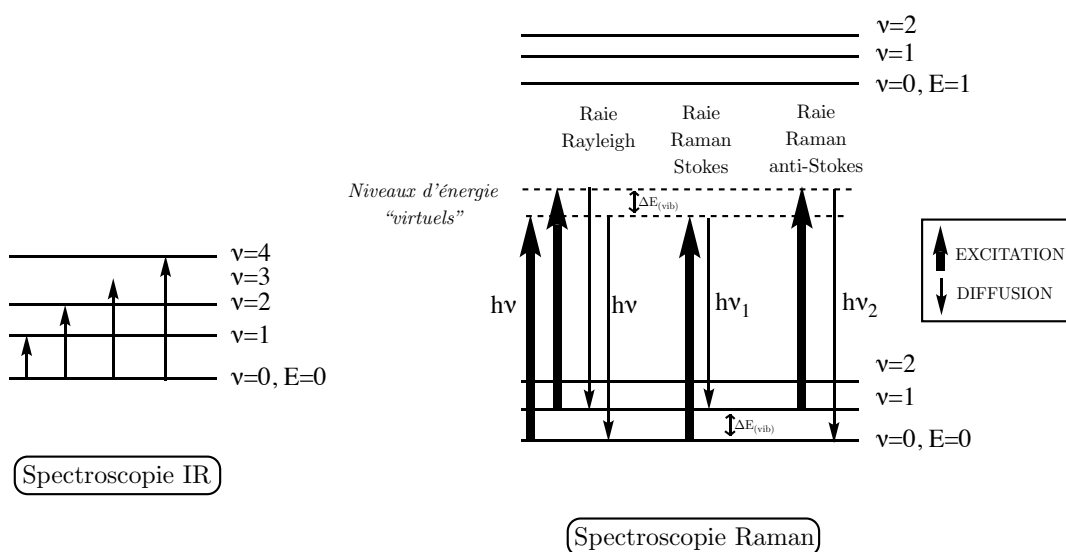 ν=2
ν=1
ν=0, E=1
Raie
Rayleigh
Raie
Raman
Stokes
Raie
Raman
anti-Stokes
Niveaux d'énergie
“virtuels”
ΔE(vib)
ν=4
ν=3
ν=2
ν=1
ν=0, E=0
hν
hν
hν₁
hν₂
EXCITATION
DIFFUSION
ν=2
ν=1
ΔE(vib)
ν=0, E=0
Spectroscopie IR
Spectroscopie Raman